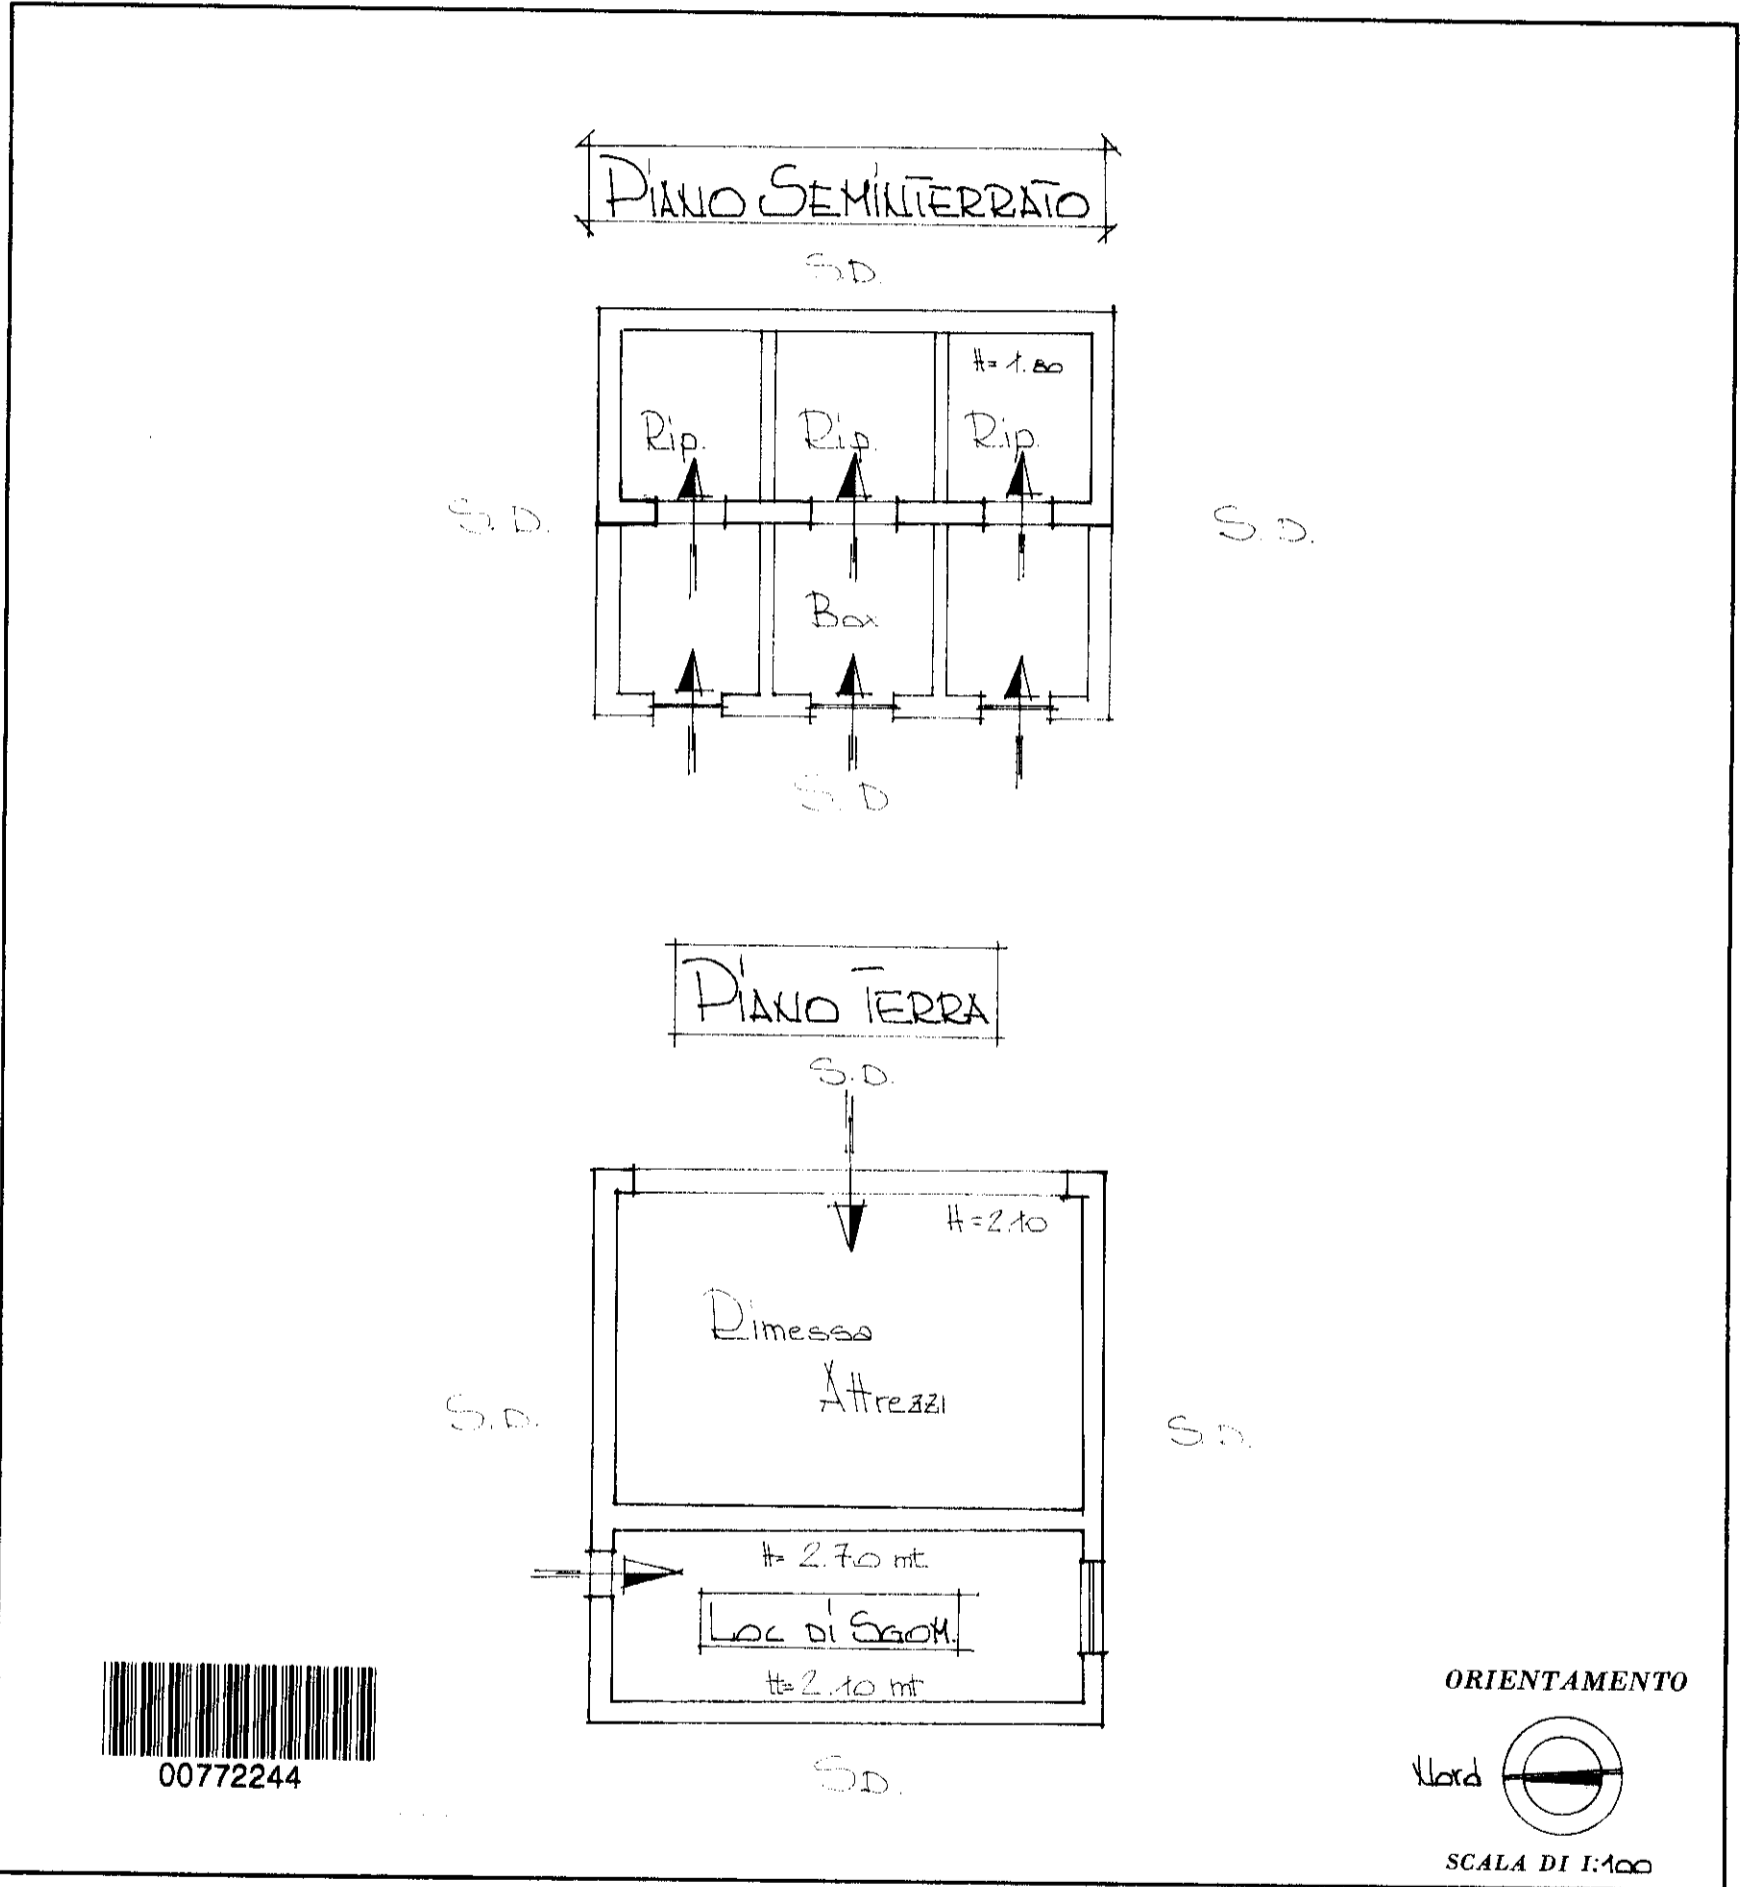 PIANO SEMINTERRATO
S.D.
H= 1.80
Rip. Rip. Rip.
S.D. S.D.
Box
S.D
PIANO TERRA
S.D.
H=2.10
Rimessa
Attrezzi
S.D. S.D.
H= 2.70 mt
LOC DI SGOM.
H=2.10 mt
S.D.
00772244
ORIENTAMENTO
Nord
SCALA DI I:100